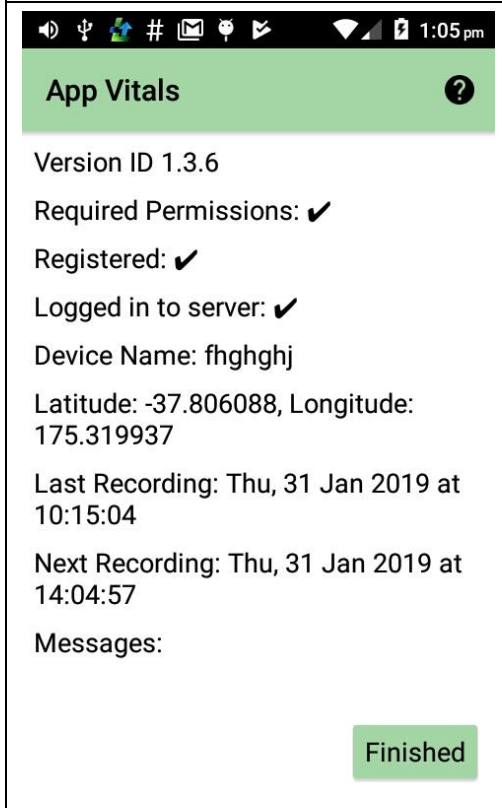 1:05 pm
App Vitals
Version ID 1.3.6
Required Permissions: ✔
Registered: ✔
Logged in to server: ✔
Device Name: fhghghj
Latitude: -37.806088, Longitude:
175.319937
Last Recording: Thu, 31 Jan 2019 at
10:15:04
Next Recording: Thu, 31 Jan 2019 at
14:04:57
Messages:
Finished